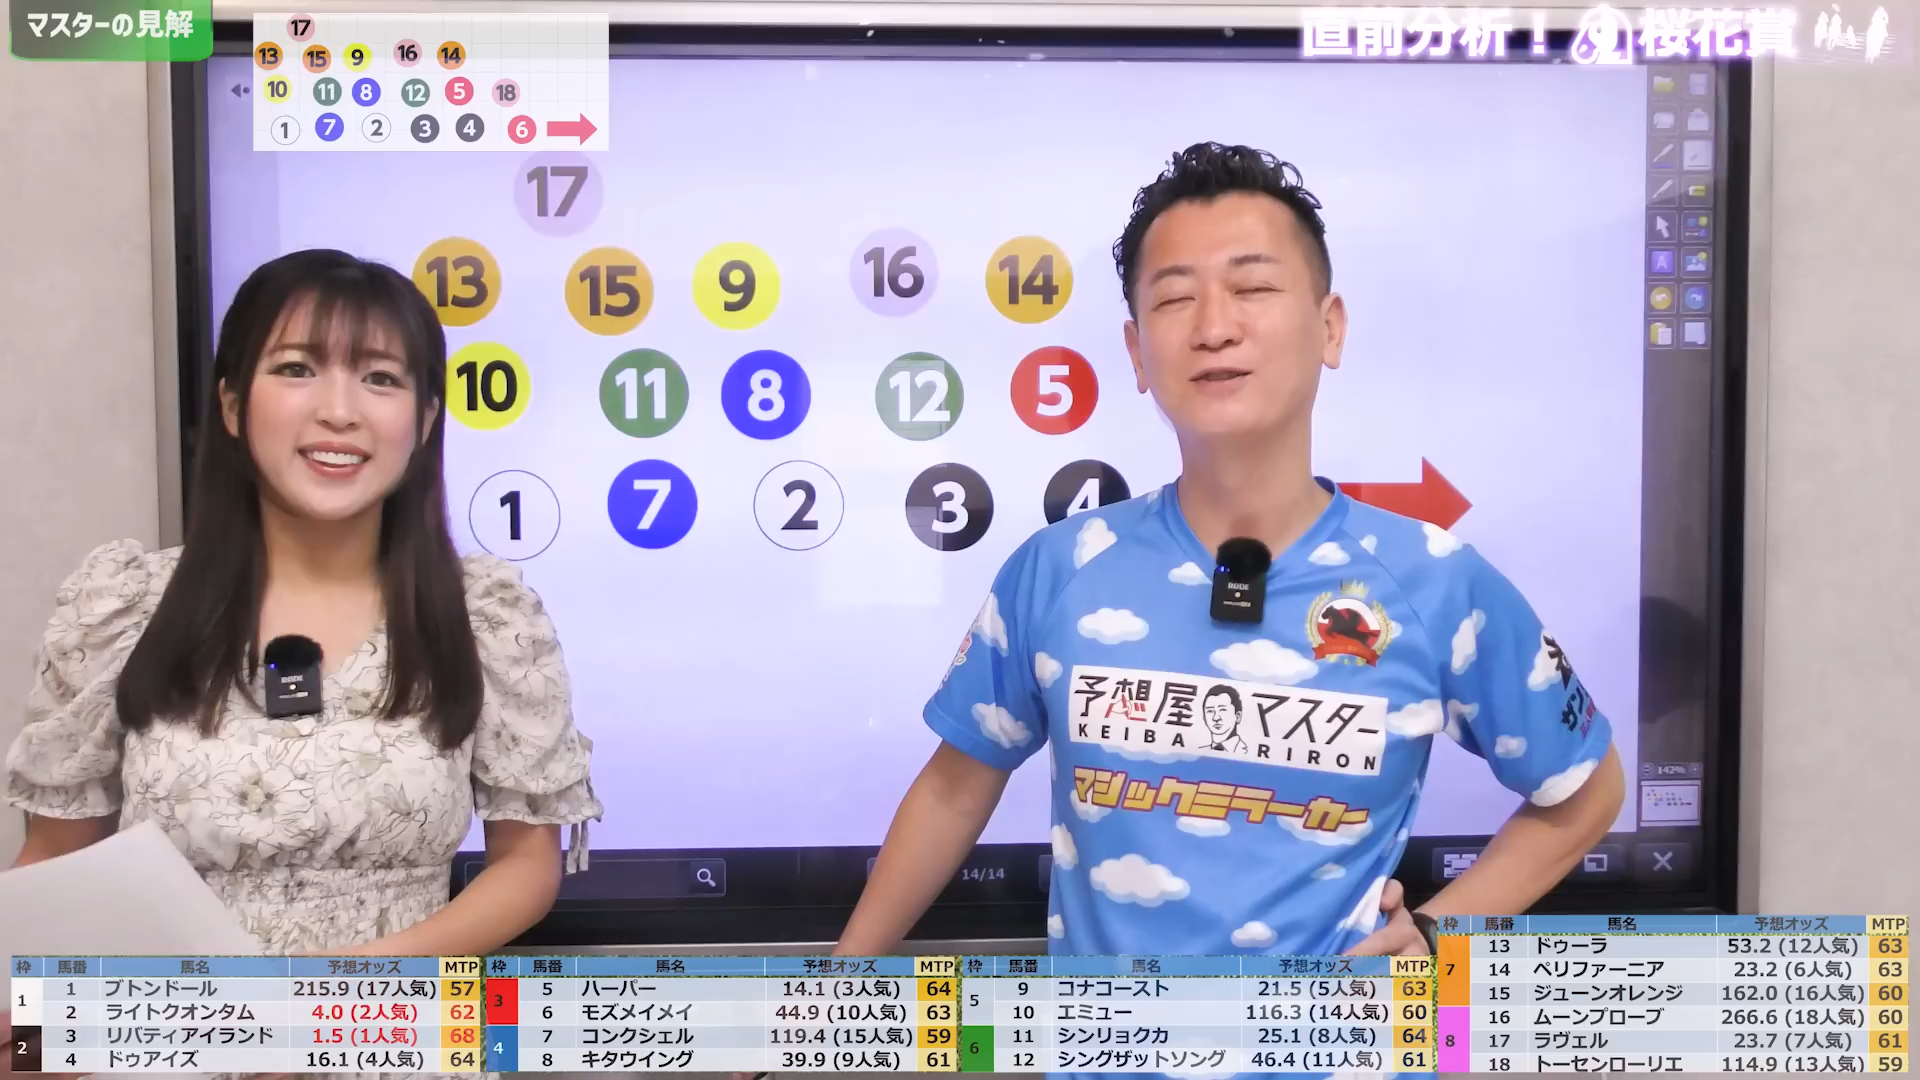 マスターの見解
直前分析！桜花賞
17
13 15 9 16 14
10 11 8 12 5 18
1 7 2 3 4 6
17
13 15 9 16 14
10 11 8 12 5
1 7 2 3 4
RODE
RODE
予想屋マスター
KEIBA RIRON
マジックミラーカー
142%
14/14
枠 馬番 馬名 予想オッズ MTP
1 1 ブトンドール 215.9 (17人気) 57
2 ライトクオンタム 4.0 (2人気) 62
2 3 リバティアイランド 1.5 (1人気) 68
4 ドゥアイズ 16.1 (4人気) 64
枠 馬番 馬名 予想オッズ MTP
3 5 ハーパー 14.1 (3人気) 64
6 モズメイメイ 44.9 (10人気) 63
4 7 コンクシェル 119.4 (15人気) 59
8 キタウイング 39.9 (9人気) 61
枠 馬番 馬名 予想オッズ MTP
5 9 コナコースト 21.5 (5人気) 63
10 エミュー 116.3 (14人気) 60
6 11 シンリョクカ 25.1 (8人気) 64
12 シングザットソング 46.4 (11人気) 61
枠 馬番 馬名 予想オッズ MTP
7 13 ドゥーラ 53.2 (12人気) 63
14 ペリファーニア 23.2 (6人気) 63
15 ジューンオレンジ 162.0 (16人気) 60
8 16 ムーンプローブ 266.6 (18人気) 60
17 ラヴェル 23.7 (7人気) 61
18 トーセンローリエ 114.9 (13人気) 59